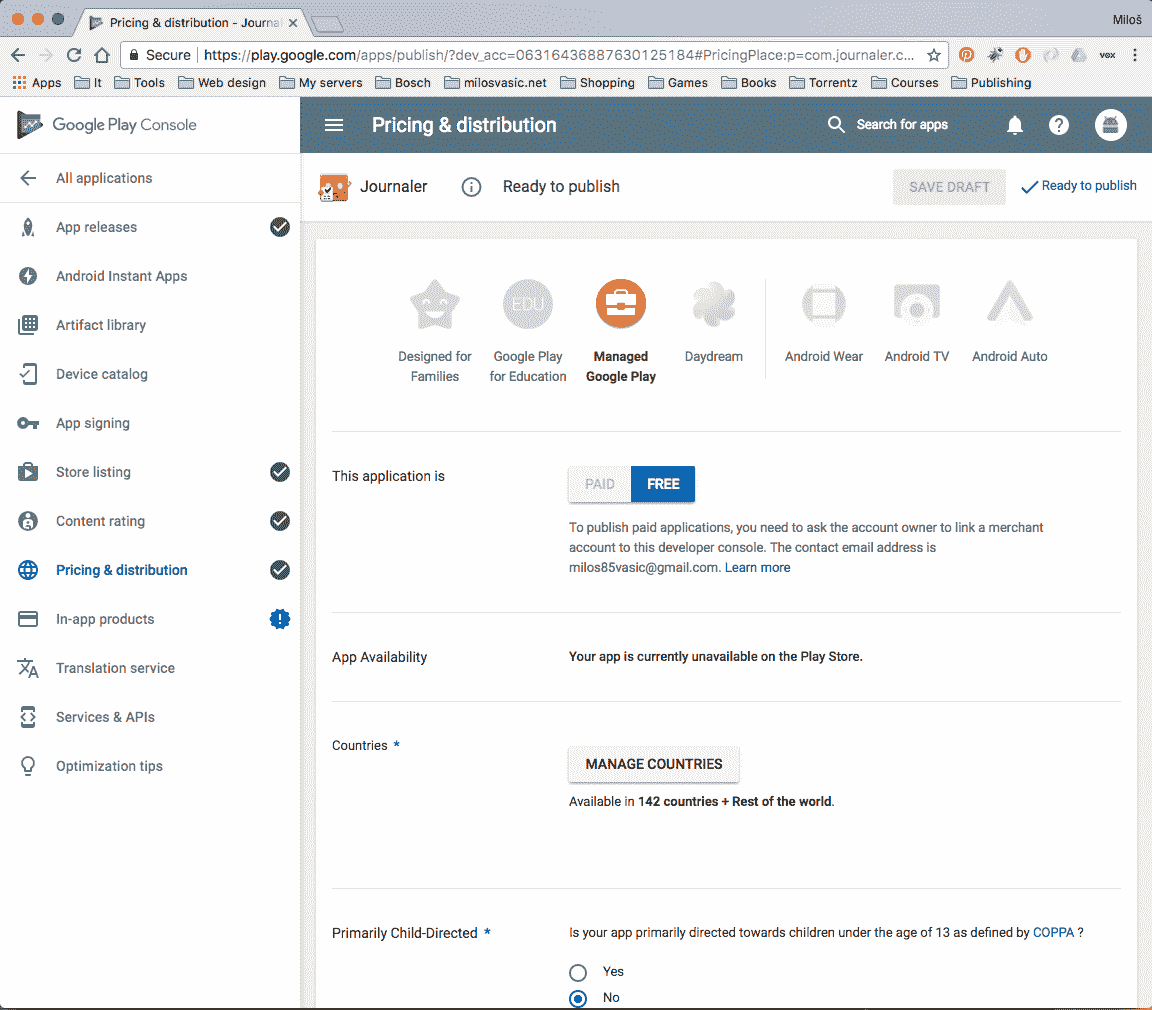 Pricing & distribution - Journa
Miloš
Secure https://play.google.com/apps/publish/?dev_acc=06316436887630125184#PricingPlace:p=com.journaler.c...
vox
Apps It Tools Web design My servers Bosch milosvasic.net Shopping Games Books Torrentz Courses Publishing
Google Play Console
Pricing & distribution
Search for apps
All applications
Journaler
Ready to publish
SAVE DRAFT
Ready to publish
App releases
Android Instant Apps
Artifact library
Device catalog
App signing
Store listing
Content rating
Pricing & distribution
In-app products
Translation service
Services & APIs
Optimization tips
EDU
Designed for
Families
Google Play
for Education
Managed
Google Play
Daydream
Android Wear
Android TV
Android Auto
This application is
PAID FREE
To publish paid applications, you need to ask the account owner to link a merchant
account to this developer console. The contact email address is
milos85vasic@gmail.com. Learn more
App Availability
Your app is currently unavailable on the Play Store.
Countries *
MANAGE COUNTRIES
Available in 142 countries + Rest of the world.
Primarily Child-Directed *
Is your app primarily directed towards children under the age of 13 as defined by COPPA ?
Yes
No